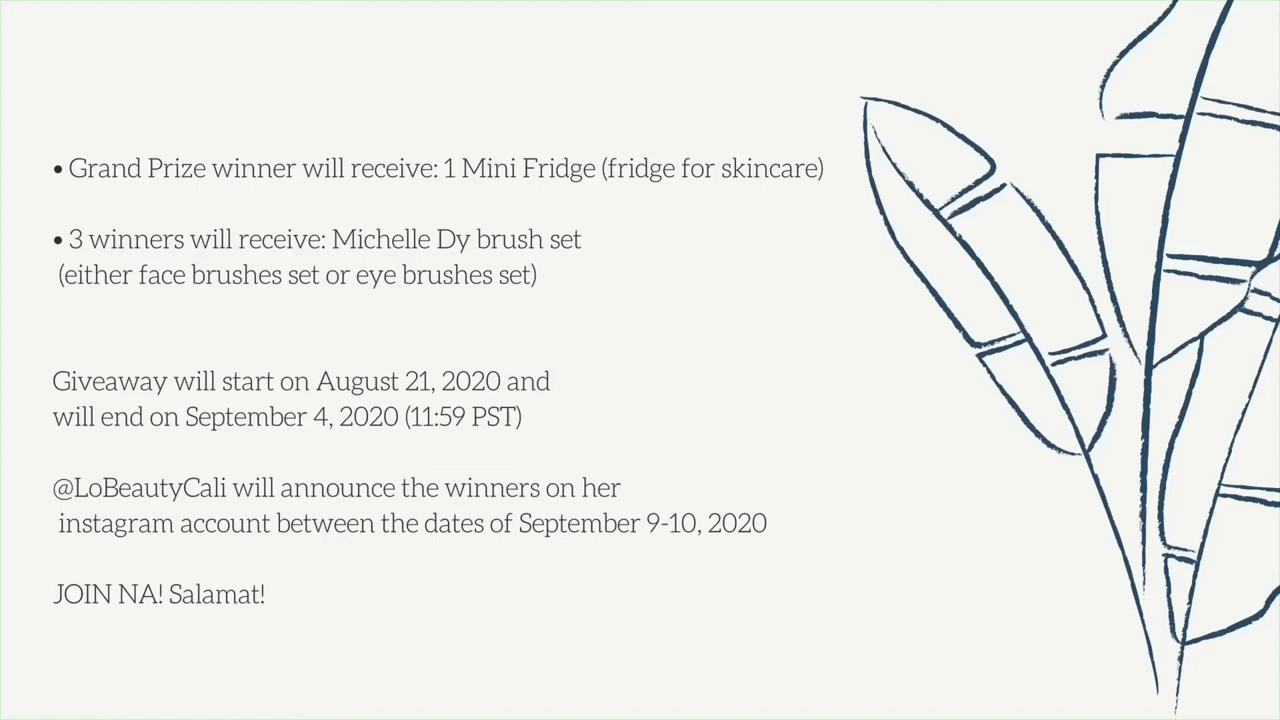 • Grand Prize winner will receive: 1 Mini Fridge (fridge for skincare)
• 3 winners will receive: Michelle Dy brush set
(either face brushes set or eye brushes set)
Giveaway will start on August 21, 2020 and
will end on September 4, 2020 (11:59 PST)
@LoBeautyCali will announce the winners on her
instagram account between the dates of September 9-10, 2020
JOIN NA! Salamat!